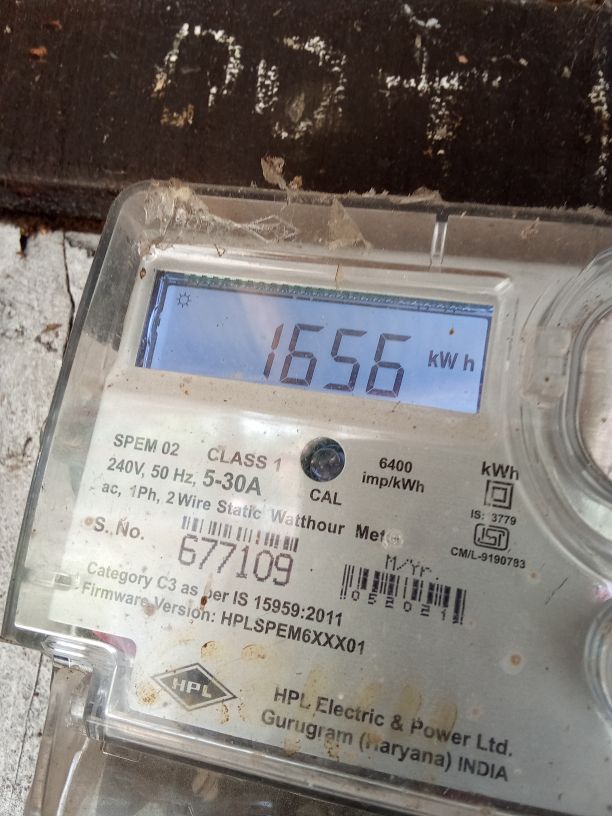 1656 kWh
SPEM 02 CLASS 1 6400 kWh
240V, 50 Hz, 5-30A imp/kWh
CAL
ac, 1Ph, 2 Wire Static Watthour IS: 3779
S. No. 677109 M/Yr. CM/L-9190783
052021
Category C3 as per IS 15959:2011
Firmware Version: HPLSPEM6XXX01
HPL
HPL Electric & Power Ltd.
Gurugram (Haryana) INDIA